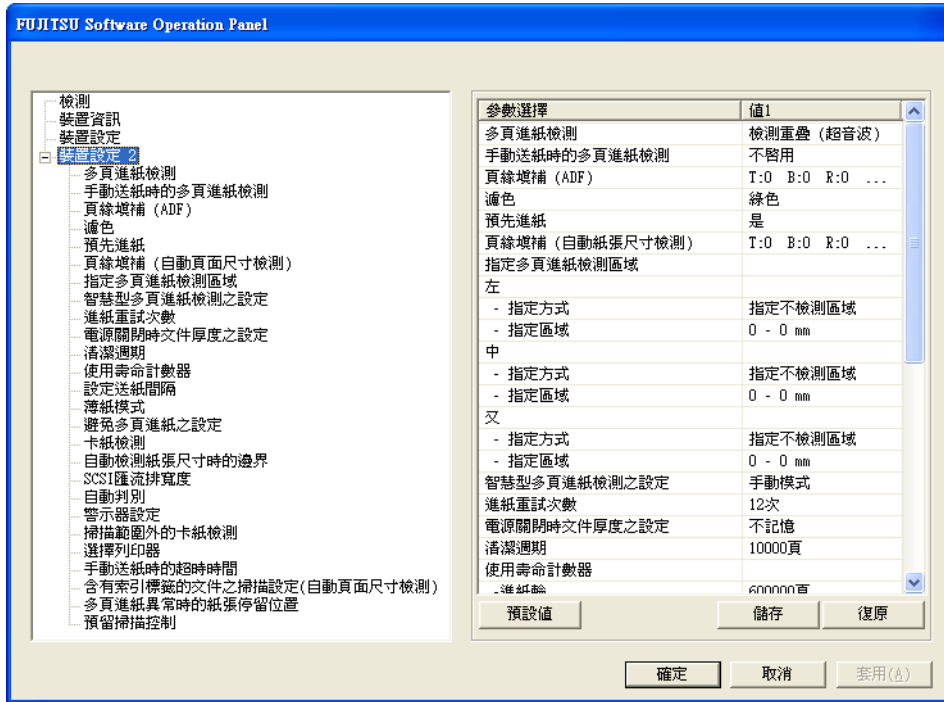 FUJITSU Software Operation Panel
檢測
裝置資訊
裝置設定
裝置設定 2
多頁進紙檢測
手動送紙時的多頁進紙檢測
頁緣填補 (ADF)
濾色
預先進紙
頁緣填補 (自動頁面尺寸檢測)
指定多頁進紙檢測區域
智慧型多頁進紙檢測之設定
進紙重試次數
電源關閉時文件厚度之設定
清潔週期
使用壽命計數器
設定送紙間隔
薄紙模式
避免多頁進紙之設定
卡紙檢測
自動檢測紙張尺寸時的邊界
SCSI匯流排寬度
自動判別
警示器設定
掃描範圍外的卡紙檢測
選擇列印器
手動送紙時的超時時間
含有索引標籤的文件之掃描設定(自動頁面尺寸檢測)
多頁進紙異常時的紙張停留位置
預留掃描控制
參數選擇 值1
多頁進紙檢測 檢測重疊 (超音波)
手動送紙時的多頁進紙檢測 不啓用
頁緣填補 (ADF) T:0 B:0 R:0 ...
濾色 綠色
預先進紙 是
頁緣填補 (自動紙張尺寸檢測) T:0 B:0 R:0 ...
指定多頁進紙檢測區域
左
- 指定方式 指定不檢測區域
- 指定區域 0 - 0 mm
中
- 指定方式 指定不檢測區域
- 指定區域 0 - 0 mm
又
- 指定方式 指定不檢測區域
- 指定區域 0 - 0 mm
智慧型多頁進紙檢測之設定 手動模式
進紙重試次數 12次
電源關閉時文件厚度之設定 不記憶
清潔週期 10000頁
使用壽命計數器
-進紙輪 600000頁
預設値 儲存 復原
確定 取消 套用(A)